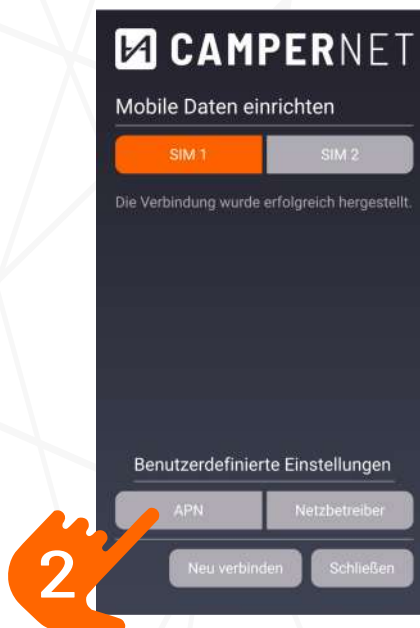 CAMPERNET
Mobile Daten einrichten
SIM 1 SIM 2
Die Verbindung wurde erfolgreich hergestellt.
Benutzerdefinierte Einstellungen
APN Netzbetreiber
Neu verbinden Schließen
2